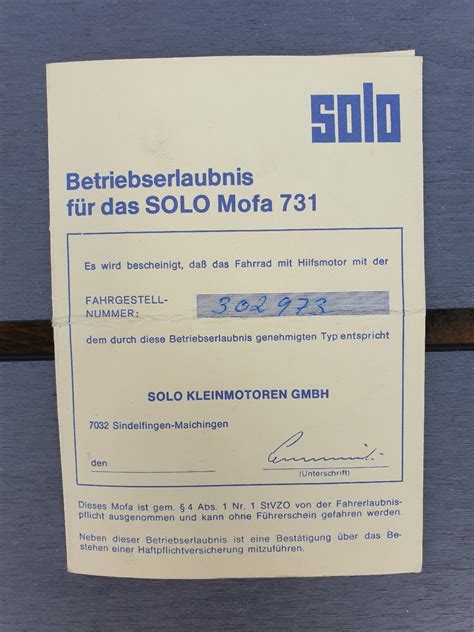 solo
Betriebserlaubnis
für das SOLO Mofa 731
Es wird bescheinigt, daß das Fahrrad mit Hilfsmotor mit der
FAHRGESTELL-
NUMMER: 302973
dem durch diese Betriebserlaubnis genehmigten Typ entspricht
SOLO KLEINMOTOREN GMBH
7032 Sindelfingen-Maichingen
den
(Unterschrift)
Dieses Mofa ist gem. § 4 Abs. 1 Nr. 1 StVZO von der Fahrerlaubnis-
pflicht ausgenommen und kann ohne Führerschein gefahren werden.
Neben dieser Betriebserlaubnis ist eine Bestätigung über das Be-
stehen einer Haftpflichtversicherung mitzuführen.